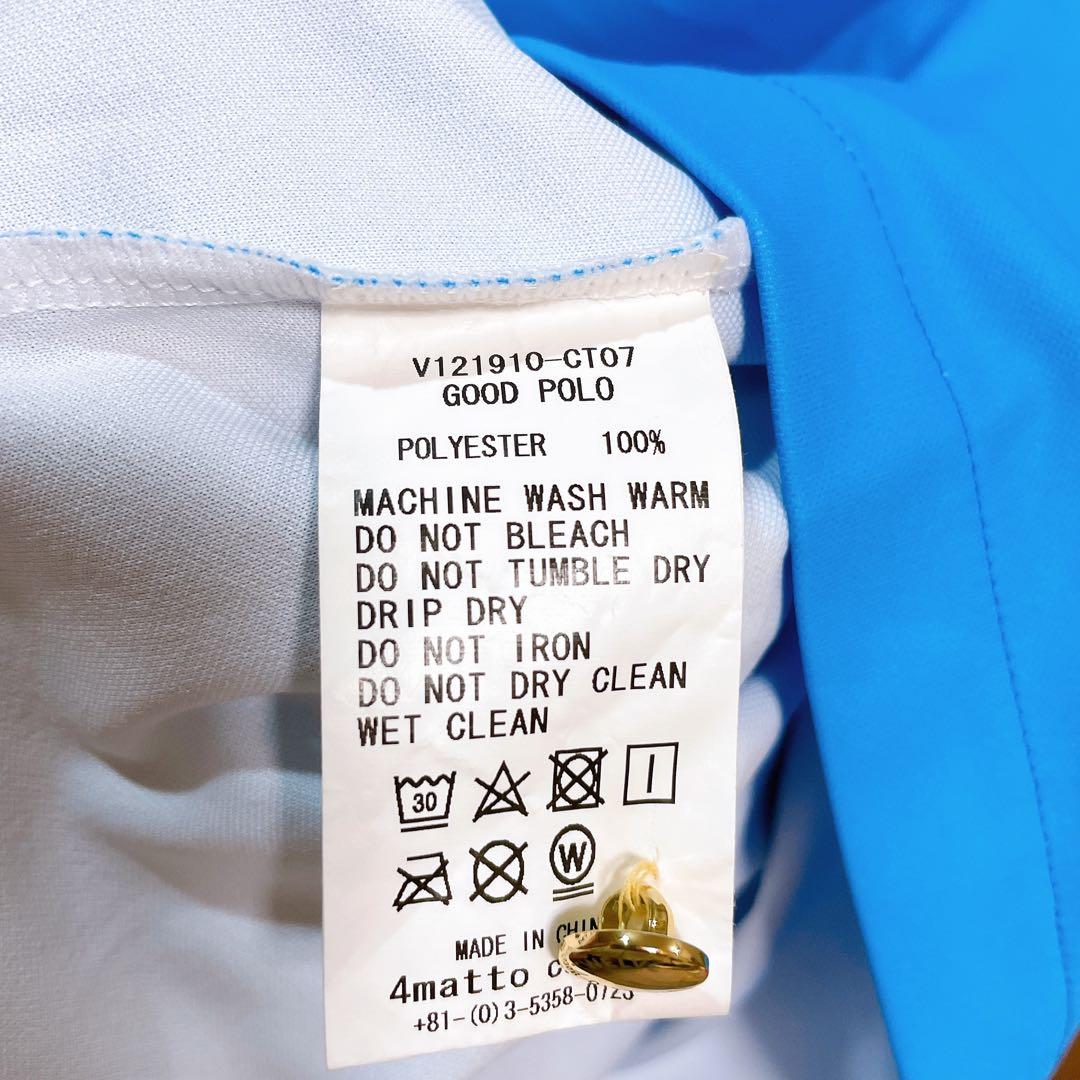 V121910-CT07
GOOD POLO
POLYESTER 100%
MACHINE WASH WARM
DO NOT BLEACH
DO NOT TUMBLE DRY
DRIP DRY
DO NOT IRON
DO NOT DRY CLEAN
WET CLEAN
30
W
MADE IN
4matto
+81-(0)3-5358-0723